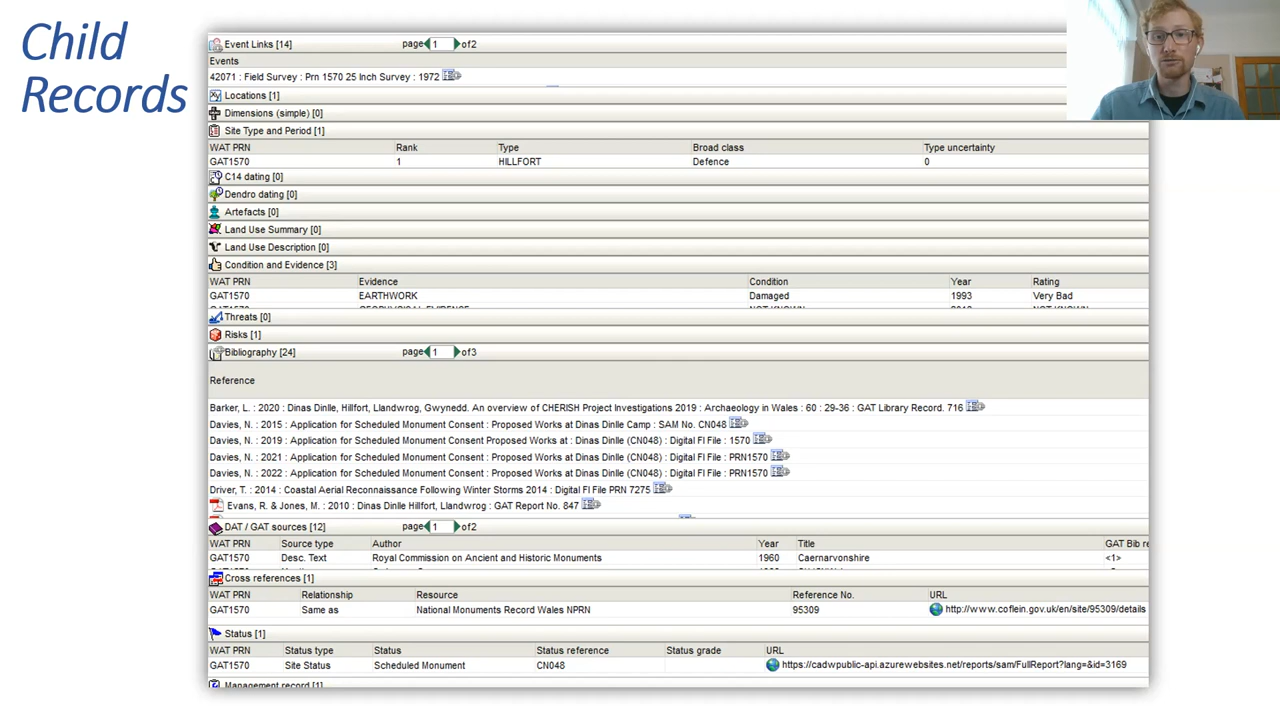 Child
Records
Event Links [14] page 1 of2
Events
42071 : Field Survey : Prn 1570 25 Inch Survey : 1972
Locations [1]
Dimensions (simple) [0]
Site Type and Period [1]
WAT PRN Rank Type Broad class Type uncertainty
GAT1570 1 HILLFORT Defence 0
C14 dating [0]
Dendro dating [0]
Artefacts [0]
Land Use Summary [0]
Land Use Description [0]
Condition and Evidence [3]
WAT PRN Evidence Condition Year Rating
GAT1570 EARTHWORK Damaged 1993 Very Bad
Threats [0]
Risks [1]
Bibliography [24] page 1 of3
Reference
Barker, L. : 2020 : Dinas Dinlle, Hillfort, Llandwrog, Gwynedd. An overview of CHERISH Project Investigations 2019 : Archaeology in Wales : 60 : 29-36 : GAT Library Record. 716
Davies, N. : 2015 : Application for Scheduled Monument Consent : Proposed Works at Dinas Dinlle Camp : SAM No. CN048
Davies, N. : 2019 : Application for Scheduled Monument Consent Proposed Works at : Dinas Dinlle (CN048) : Digital FI File : 1570
Davies, N. : 2021 : Application for Scheduled Monument Consent : Proposed Works at Dinas Dinlle (CN048) : Digital FI File : PRN1570
Davies, N. : 2022 : Application for Scheduled Monument Consent : Proposed Works at Dinas Dinlle (CN048) : Digital FI File : PRN1570
Driver, T. : 2014 : Coastal Aerial Reconnaissance Following Winter Storms 2014 : Digital FI File PRN 7275
Evans, R. & Jones, M. : 2010 : Dinas Dinlle Hillfort, Llandwrog : GAT Report No. 847
DAT / GAT sources [12] page 1 of2
WAT PRN Source type Author Year Title GAT Bib re
GAT1570 Desc. Text Royal Commission on Ancient and Historic Monuments 1960 Caernarvonshire <1>
Cross references [1]
WAT PRN Relationship Resource Reference No. URL
GAT1570 Same as National Monuments Record Wales NPRN 95309 http://www.coflein.gov.uk/en/site/95309/details
Status [1]
WAT PRN Status type Status Status reference Status grade URL
GAT1570 Site Status Scheduled Monument CN048 https://cadwpublic-api.azurewebsites.net/reports/sam/FullReport?lang=&id=3169
Management record [1]